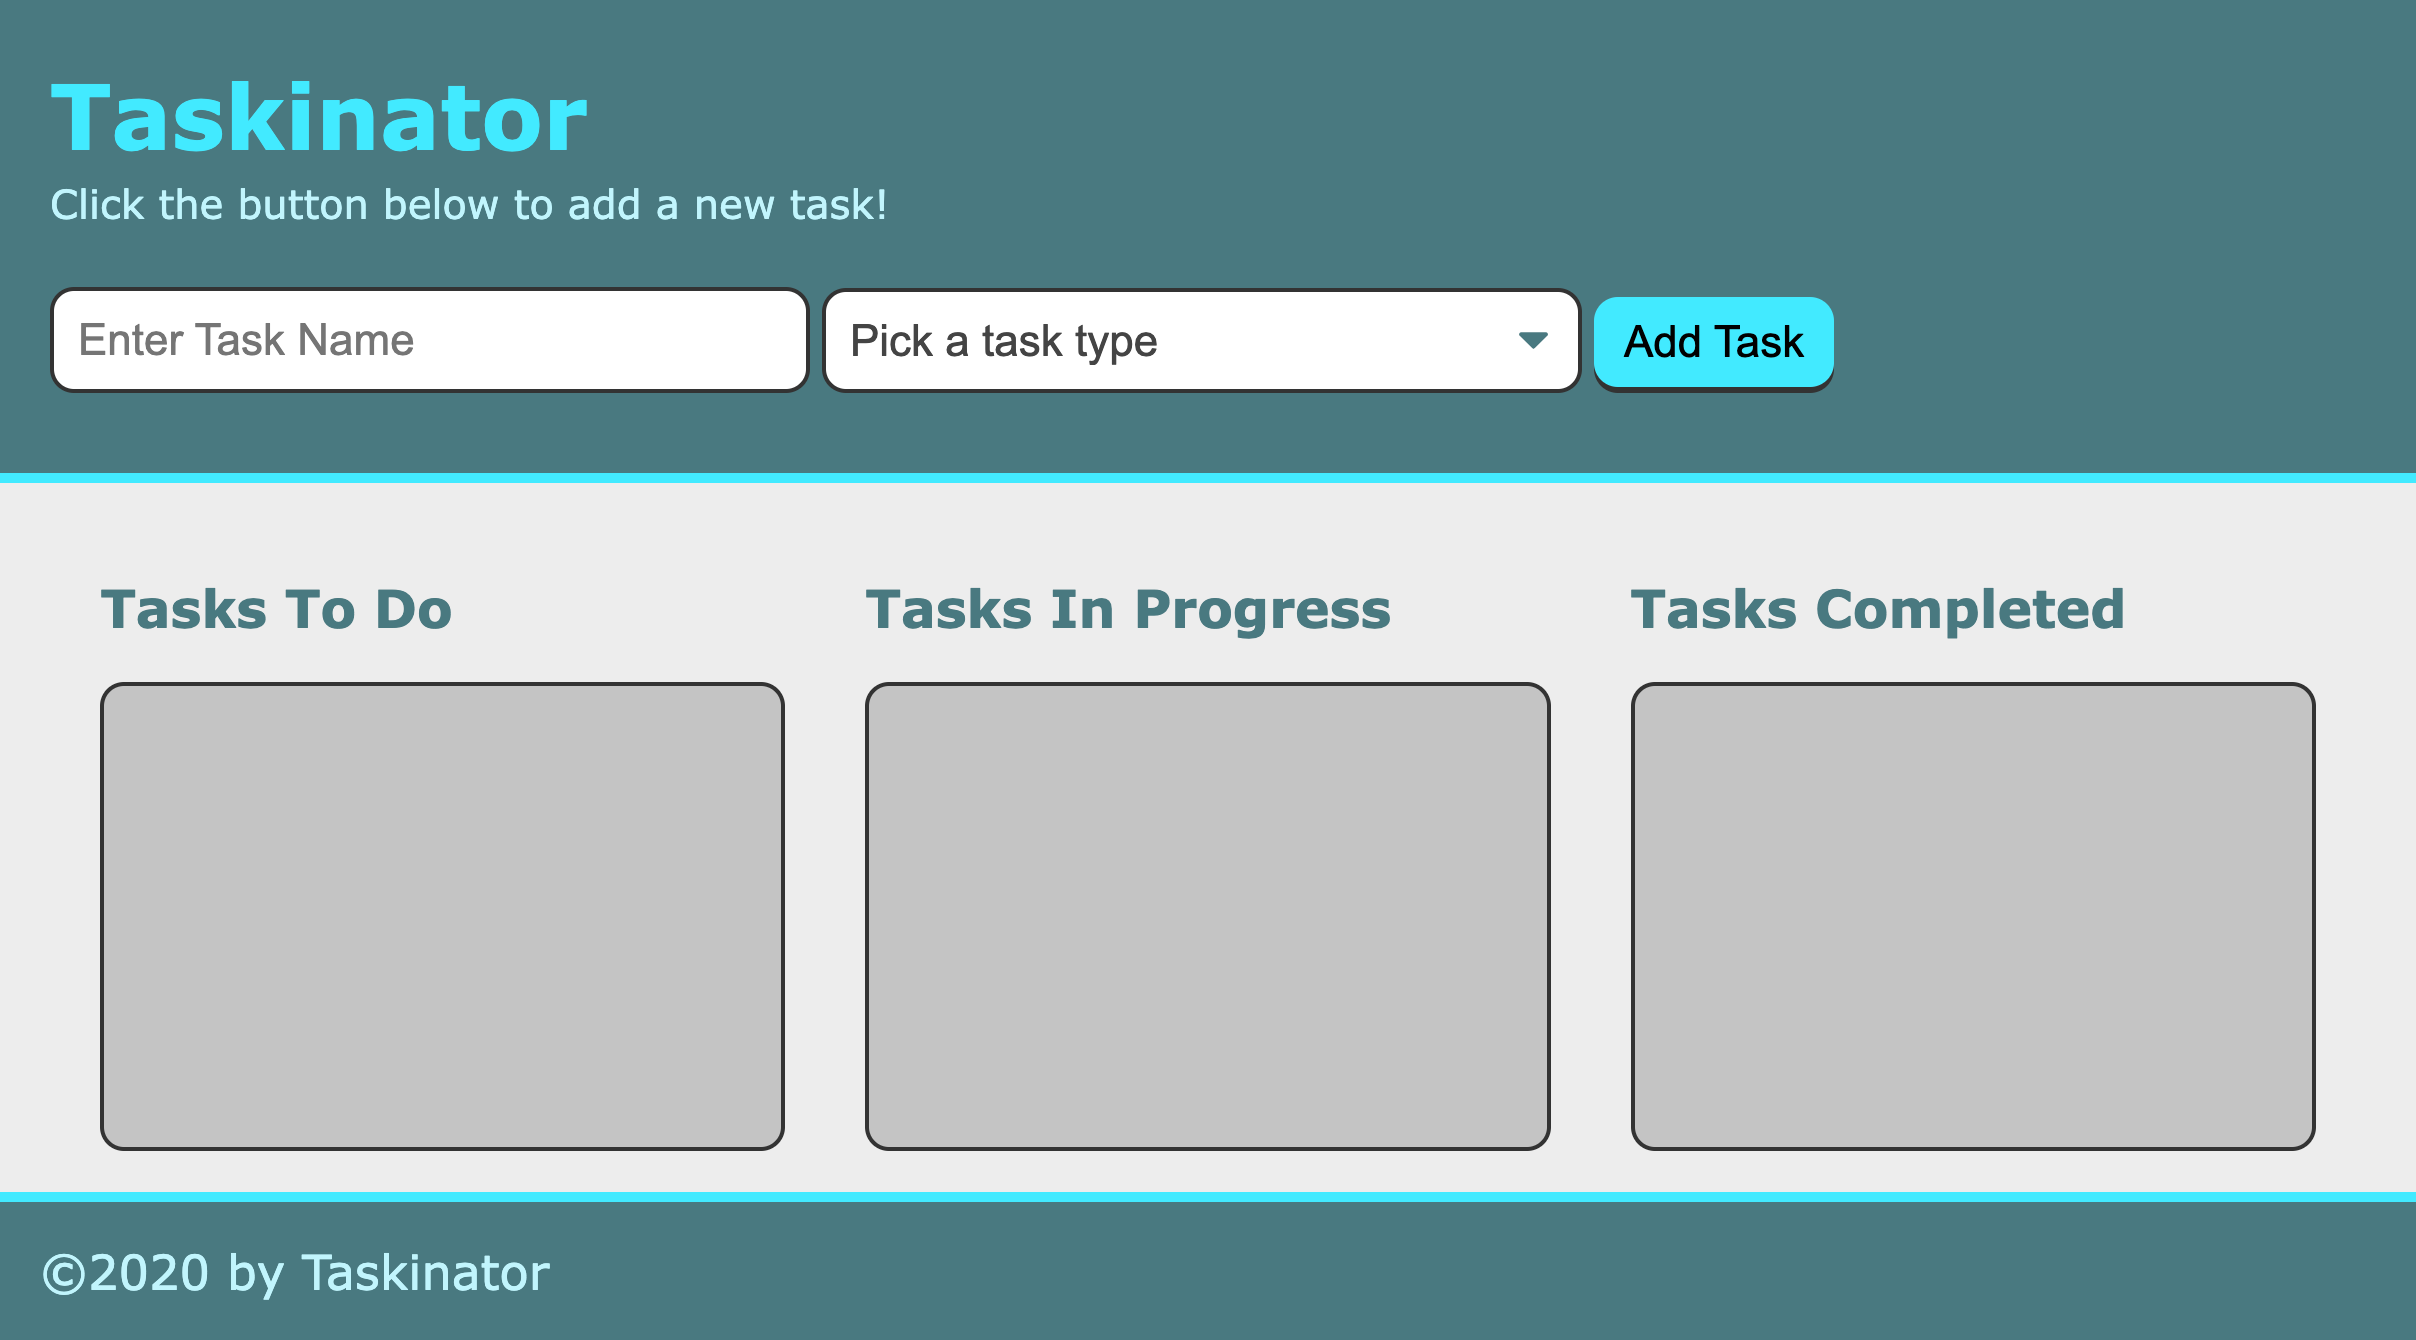 Taskinator
Click the button below to add a new task!
Enter Task Name
Pick a task type
Add Task
Tasks To Do
Tasks In Progress
Tasks Completed
©2020 by Taskinator